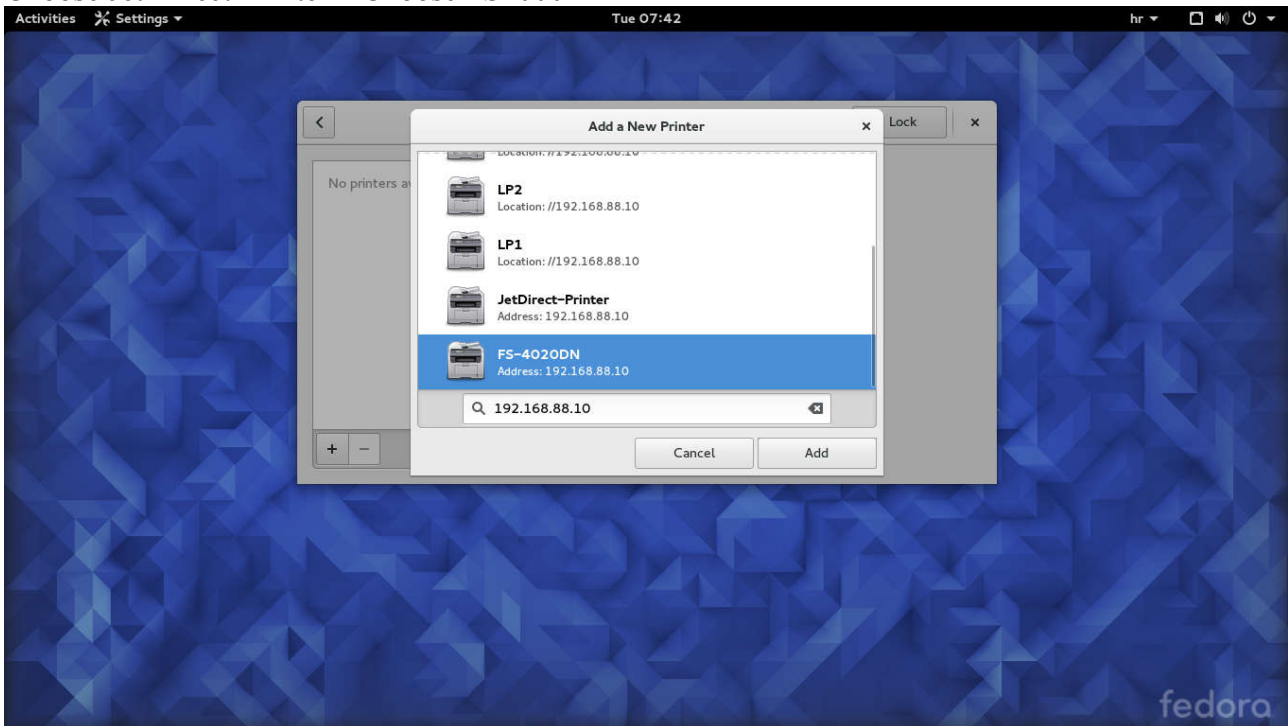 Activities Settings Tue 07:42 hr
Add a New Printer Lock
No printers
LP2
Location: //192.168.88.10
LP1
Location: //192.168.88.10
JetDirect-Printer
Address: 192.168.88.10
FS-4020DN
Address: 192.168.88.10
192.168.88.10
Cancel Add
fedora